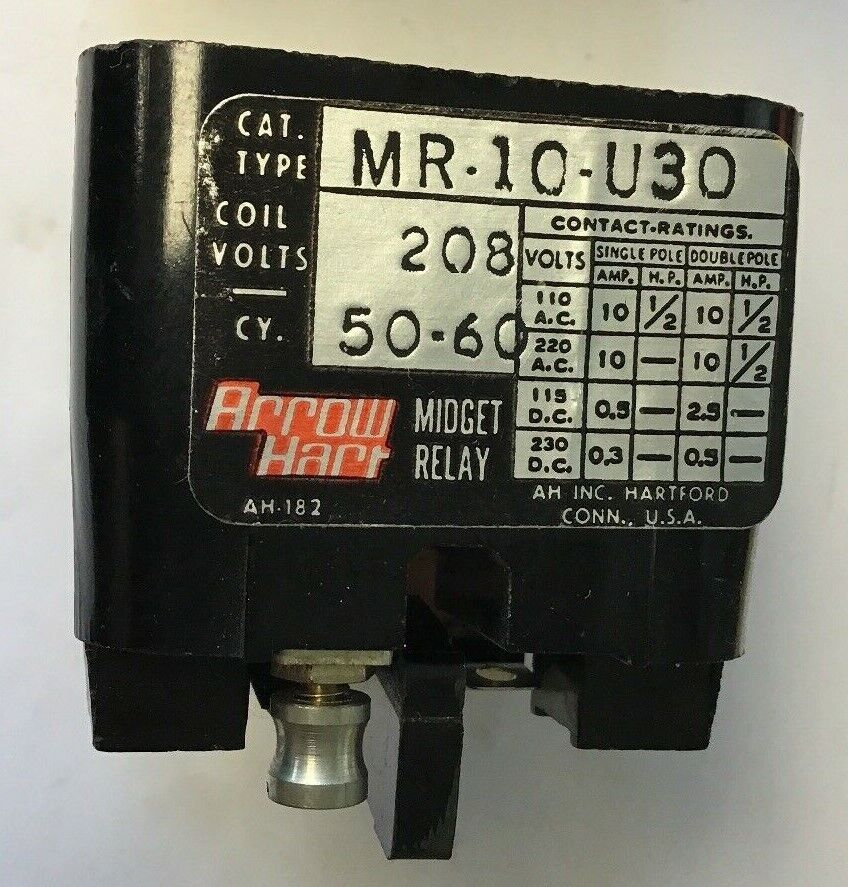 CAT. TYPE MR-10-U30
COIL VOLTS 208
CY. 50-60
CONTACT-RATINGS.
VOLTS SINGLE POLE DOUBLE POLE
AMP. H.P. AMP. H.P.
110 A.C. 10 1/2 10 1/2
220 A.C. 10 — 10 1/2
115 D.C. 0.5 — 2.5 —
230 D.C. 0.3 — 0.5 —
Arrow Hart
MIDGET RELAY
AH-182
AH INC. HARTFORD
CONN., U.S.A.